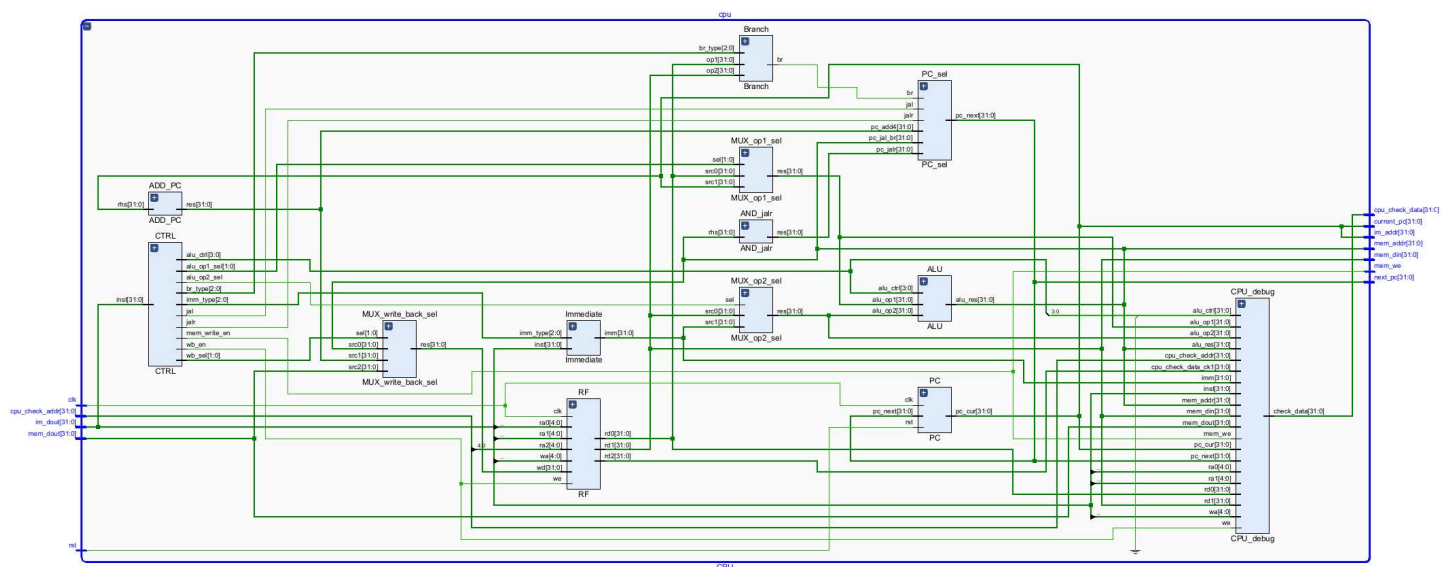 cpu
Branch
br_type[2:0]
op1[31:0]
op2[31:0]
br
Branch
PC_sel
br
jal
jalr
pc_add4[31:0]
pc_jal_br[31:0]
pc_jalr[31:0]
pc_next[31:0]
PC_sel
MUX_op1_sel
sel[1:0]
src0[31:0]
src1[31:0]
res[31:0]
MUX_op1_sel
ADD_PC
rhs[31:0]
res[31:0]
ADD_PC
AND_jalr
rhs[31:0]
res[31:0]
AND_jalr
CTRL
inst[31:0]
alu_ctrl[3:0]
alu_op1_sel[1:0]
alu_op2_sel
br_type[2:0]
imm_type[2:0]
jal
jalr
mem_write_en
wb_en
wb_sel[1:0]
CTRL
MUX_op2_sel
sel
src0[31:0]
src1[31:0]
res[31:0]
MUX_op2_sel
ALU
alu_ctrl[3:0]
alu_op1[31:0]
alu_op2[31:0]
alu_res[31:0]
ALU
MUX_write_back_sel
sel[1:0]
src0[31:0]
src1[31:0]
src2[31:0]
res[31:0]
MUX_write_back_sel
Immediate
imm_type[2:0]
inst[31:0]
imm[31:0]
Immediate
RF
clk
ra0[4:0]
ra1[4:0]
ra2[4:0]
wa[4:0]
wd[31:0]
we
rd0[31:0]
rd1[31:0]
rd2[31:0]
RF
4:0
PC
clk
pc_next[31:0]
rst
pc_cur[31:0]
PC
CPU_debug
3:0
alu_ctrl[31:0]
alu_op1[31:0]
alu_op2[31:0]
alu_res[31:0]
cpu_check_addr[31:0]
cpu_check_data_ck1[31:0]
imm[31:0]
inst[31:0]
mem_addr[31:0]
mem_din[31:0]
mem_dout[31:0]
mem_we
pc_cur[31:0]
pc_next[31:0]
ra0[4:0]
ra1[4:0]
rd0[31:0]
rd1[31:0]
wa[4:0]
we
check_data[31:0]
CPU_debug
clk
cpu_check_addr[31:0]
im_dout[31:0]
mem_dout[31:0]
rst
cpu_check_data[31:0]
current_pc[31:0]
im_addr[31:0]
mem_addr[31:0]
mem_din[31:0]
mem_we
next_pc[31:0]
CPU